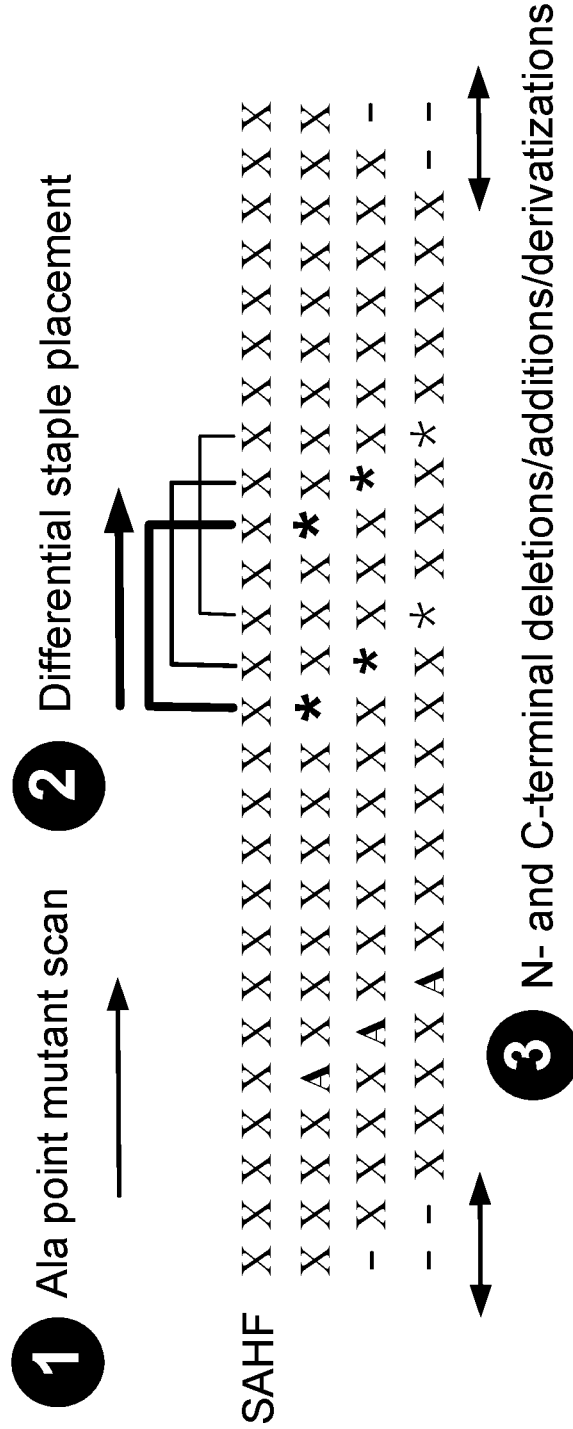 1 Ala point mutant scan
2 Differential staple placement
SAHF X X X X X X X X X X X X X X X X X X X X X X X X X X
X X X X A X X X X X X X * X X X * X X X X X X X X X
- X X X X A X X X X X X X * X X X * X X X X X X X -
- - X X X X A X X X X X X X * X X X * X X X X X - -
3 N- and C-terminal deletions/additions/derivatizations